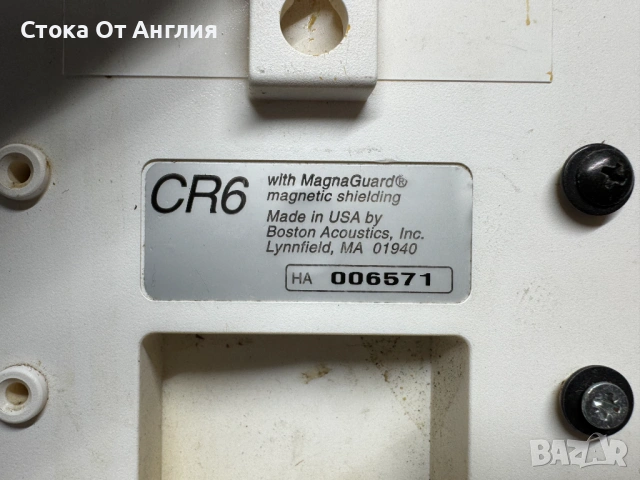 Стока От Англия
CR6
with MagnaGuard®
magnetic shielding
Made in USA by
Boston Acoustics, Inc.
Lynnfield, MA 01940
HA 006571
BAZAR